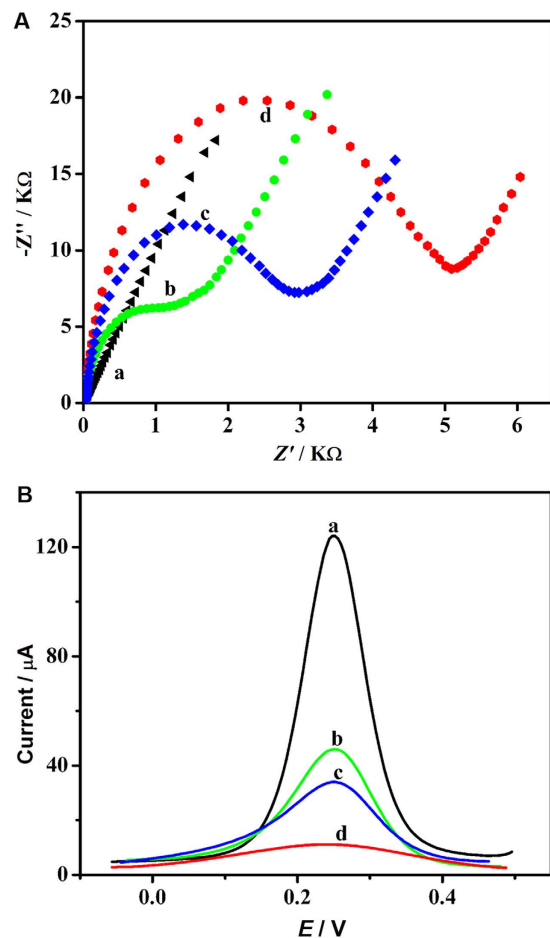 A
25
20
15
10
5
0
-Z'' / KΩ
d
c
b
a
0 1 2 3 4 5 6
Z' / KΩ
B
120
80
40
0
Current / μA
a
b
c
d
0.0 0.2 0.4
E / V